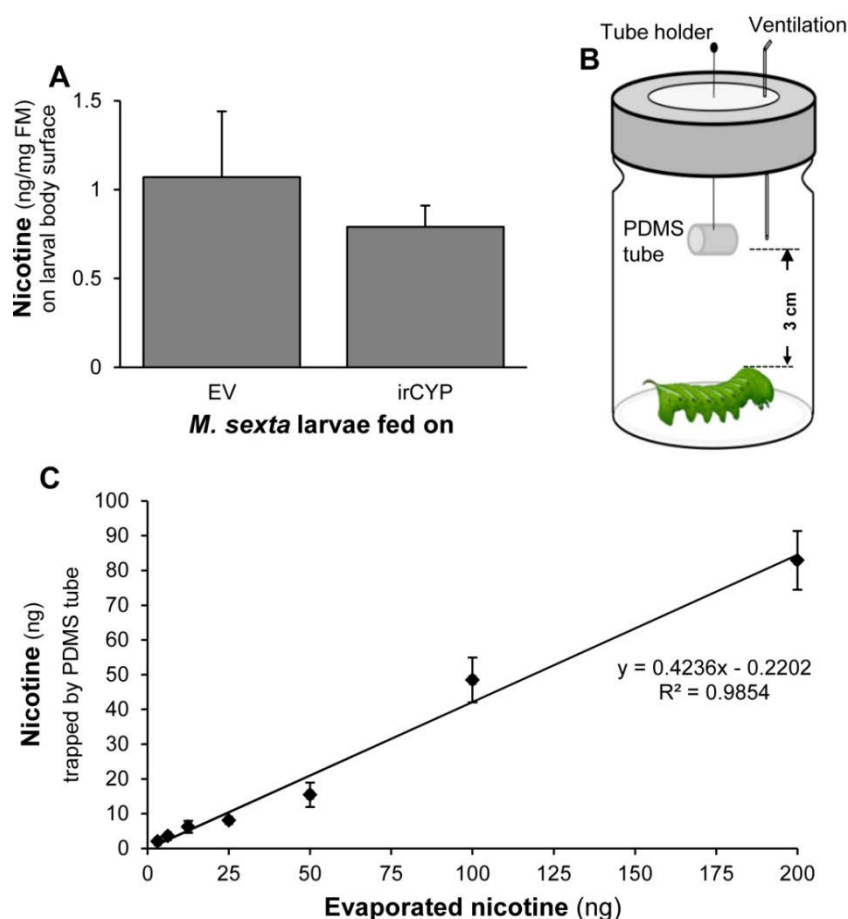 A
Nicotine (ng/mg FM)
on larval body surface
1.5
1
0.5
0
EV irCYP
M. sexta larvae fed on
B
Tube holder
Ventilation
PDMS
tube
3 cm
C
Nicotine (ng)
trapped by PDMS tube
100
90
80
70
60
50
40
30
20
10
0
y = 0.4236x - 0.2202
R² = 0.9854
0 25 50 75 100 125 150 175 200
Evaporated nicotine (ng)